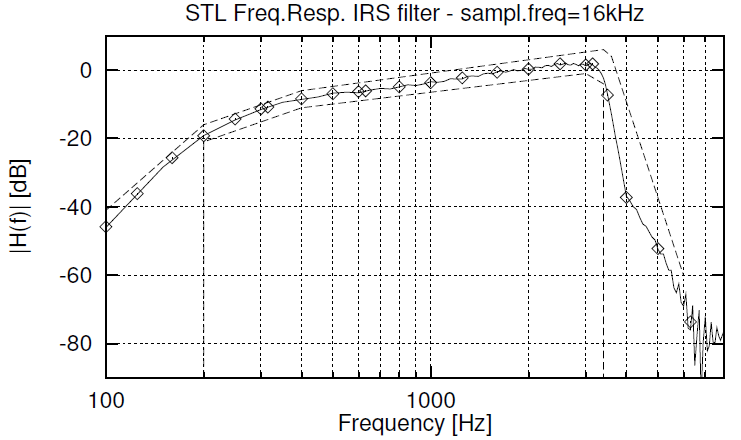 STL Freq.Resp. IRS filter - sampl.freq=16kHz
|H(f)| [dB]
0
-20
-40
-60
-80
100
1000
Frequency [Hz]